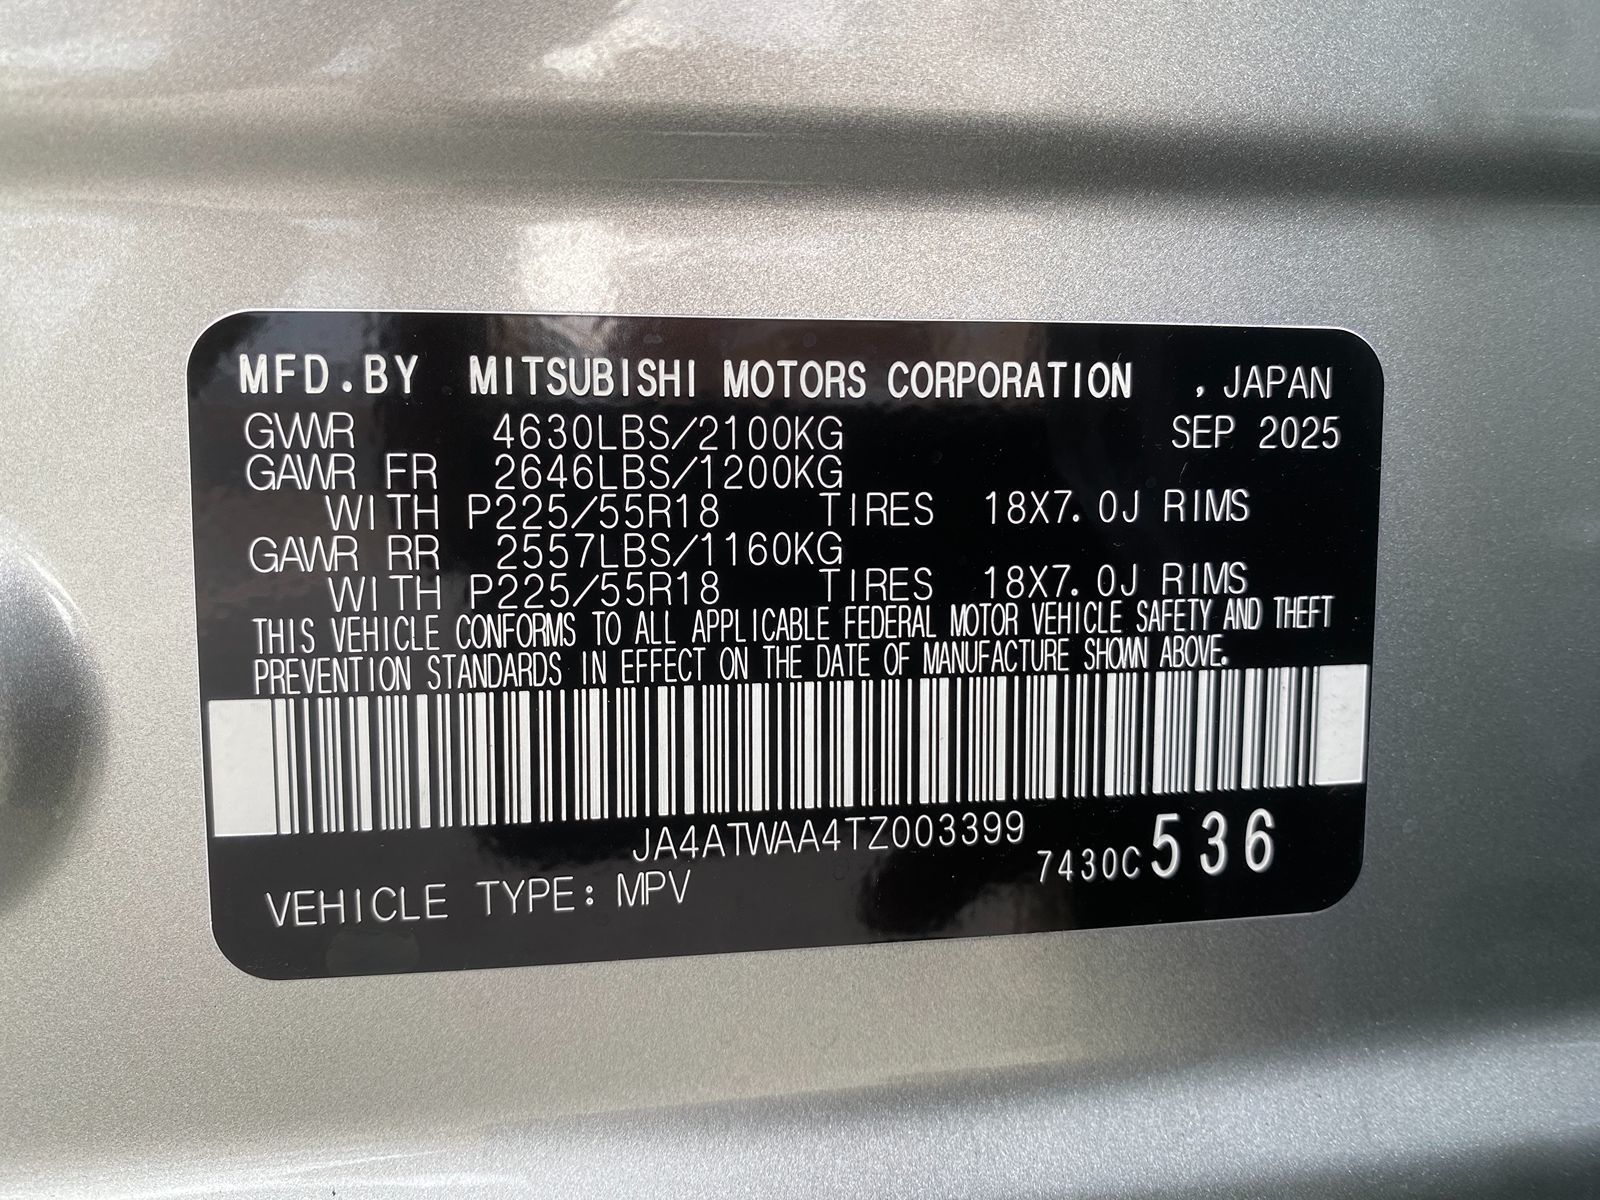 MFD.BY MITSUBISHI MOTORS CORPORATION , JAPAN
GVWR 4630LBS/2100KG SEP 2025
GAWR FR 2646LBS/1200KG
WITH P225/55R18 TIRES 18X7.0J RIMS
GAWR RR 2557LBS/1160KG
WITH P225/55R18 TIRES 18X7.0J RIMS
THIS VEHICLE CONFORMS TO ALL APPLICABLE FEDERAL MOTOR VEHICLE SAFETY AND THEFT
PREVENTION STANDARDS IN EFFECT ON THE DATE OF MANUFACTURE SHOWN ABOVE.
JA4ATWAA4TZ003399
7430C536
VEHICLE TYPE: MPV